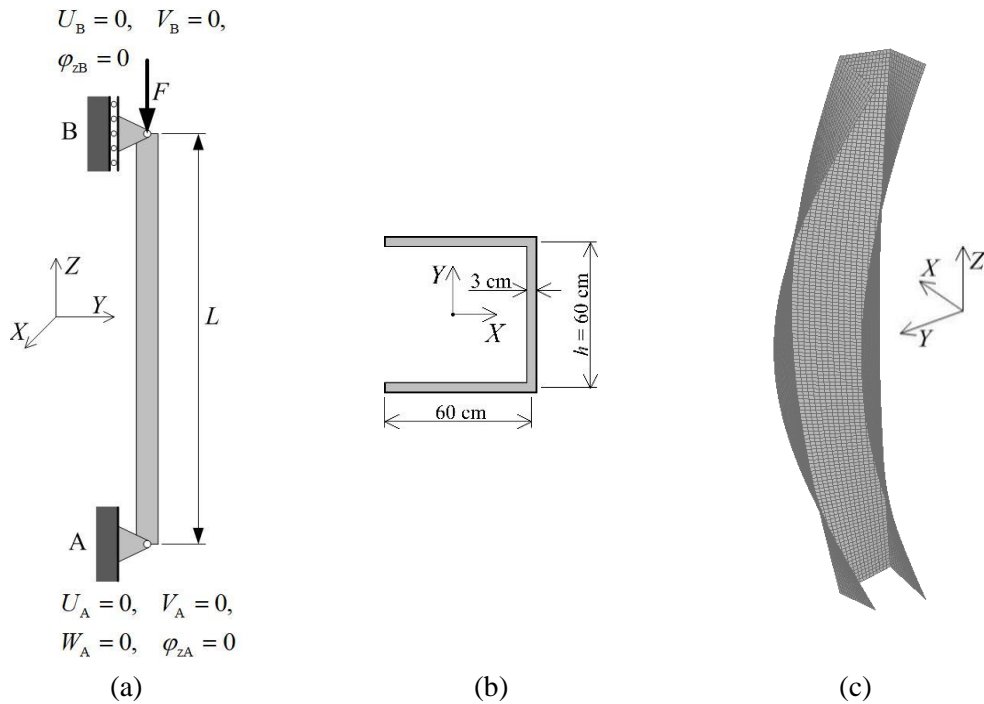 U_B = 0, V_B = 0,
φ_zB = 0
F
B
Z
Y
X
L
A
U_A = 0, V_A = 0,
W_A = 0, φ_zA = 0
(a)
3 cm
Y
X
h = 60 cm
60 cm
(b)
Z
X
Y
(c)